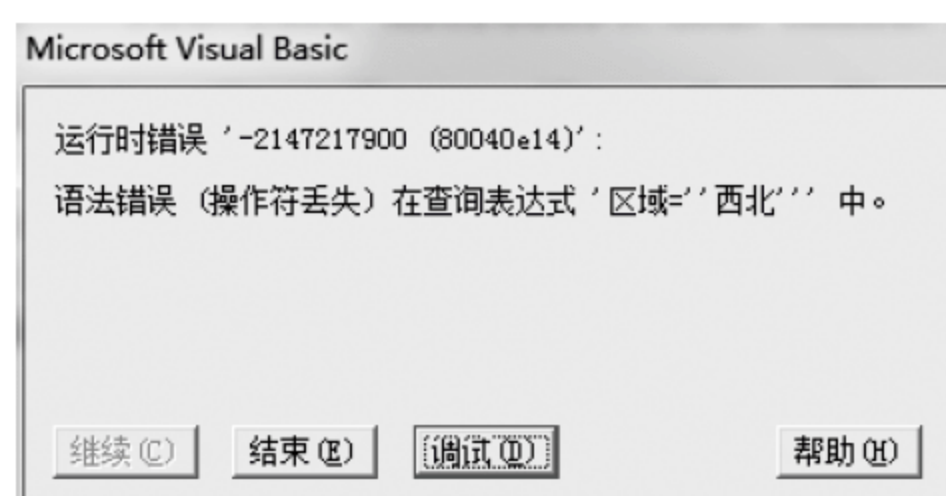 Microsoft Visual Basic
运行时错误 '-2147217900 (80040e14)':
语法错误 (操作符丢失) 在查询表达式 '区域=''西北''' 中。
继续(C) 结束(E) 调试(D) 帮助(H)